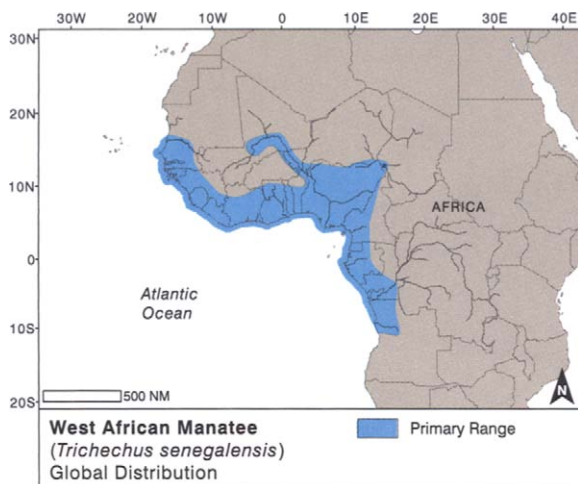 20W 10W 0 10E 20E 30E 40E
30N
20N
10N
0
10S
20S
AFRICA
Atlantic
Ocean
500 NM
N
West African Manatee
(Trichechus senegalensis)
Global Distribution
Primary Range